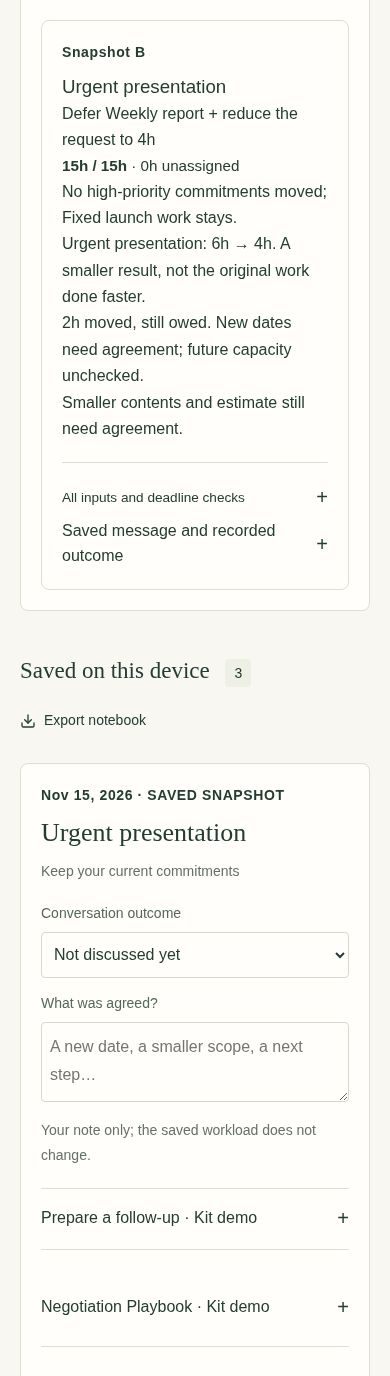 Snapshot B
Urgent presentation
Defer Weekly report + reduce the
request to 4h
15h / 15h · 0h unassigned
No high-priority commitments moved;
Fixed launch work stays.
Urgent presentation: 6h → 4h. A
smaller result, not the original work
done faster.
2h moved, still owed. New dates
need agreement; future capacity
unchecked.
Smaller contents and estimate still
need agreement.
All inputs and deadline checks +
Saved message and recorded
outcome +
Saved on this device 3
Export notebook
Nov 15, 2026 · SAVED SNAPSHOT
Urgent presentation
Keep your current commitments
Conversation outcome
Not discussed yet
What was agreed?
A new date, a smaller scope, a next
step…
Your note only; the saved workload does not
change.
Prepare a follow-up · Kit demo +
Negotiation Playbook · Kit demo +